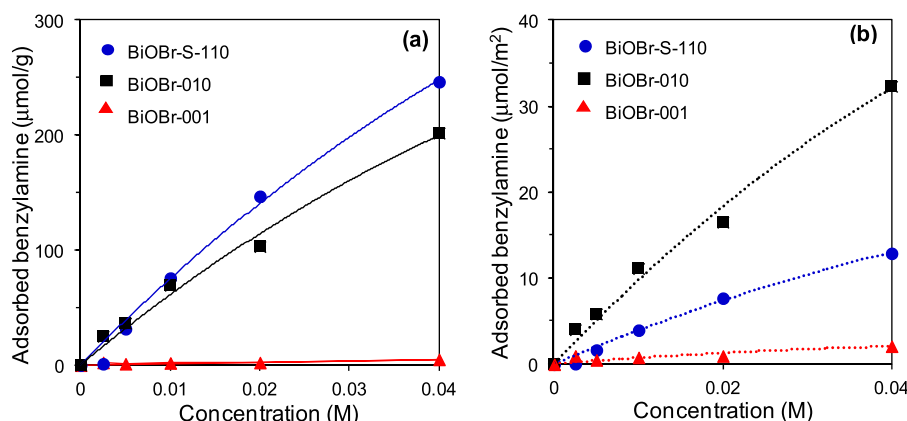 (a)
BiOBr-S-110
BiOBr-010
BiOBr-001
Adsorbed benzylamine (μmol/g)
300
200
100
0
0 0.01 0.02 0.03 0.04
Concentration (M)
(b)
BiOBr-S-110
BiOBr-010
BiOBr-001
Adsorbed benzylamine (μmol/m²)
40
30
20
10
0
0 0.02 0.04
Concentration (M)